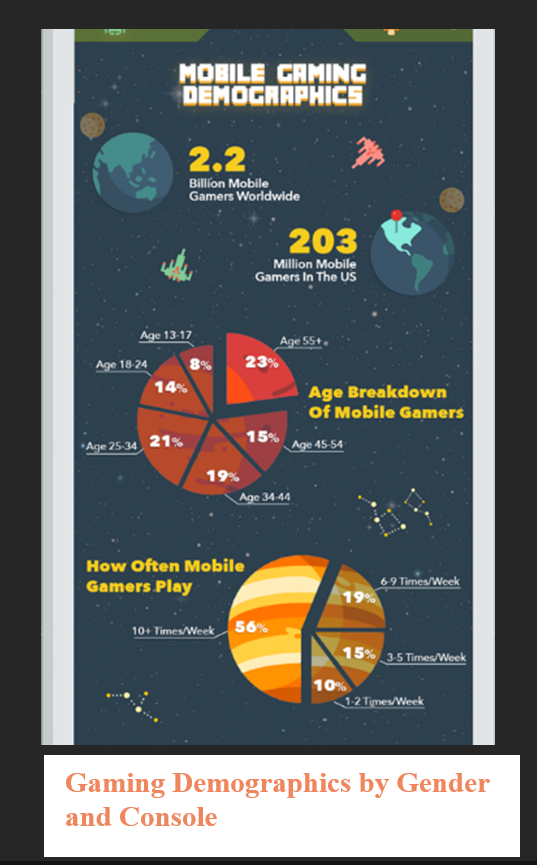 MOBILE GAMING
DEMOGRAPHICS
2.2
Billion Mobile
Gamers Worldwide
203
Million Mobile
Gamers In The US
Age 13-17
8%
Age 55+
23%
Age 18-24
14%
Age Breakdown
Of Mobile Gamers
Age 25-34
21%
15%
Age 45-54
19%
Age 34-44
How Often Mobile
Gamers Play
6-9 Times/Week
19%
10+ Times/Week
56%
15%
3-5 Times/Week
10%
1-2 Times/Week
Gaming Demographics by Gender
and Console